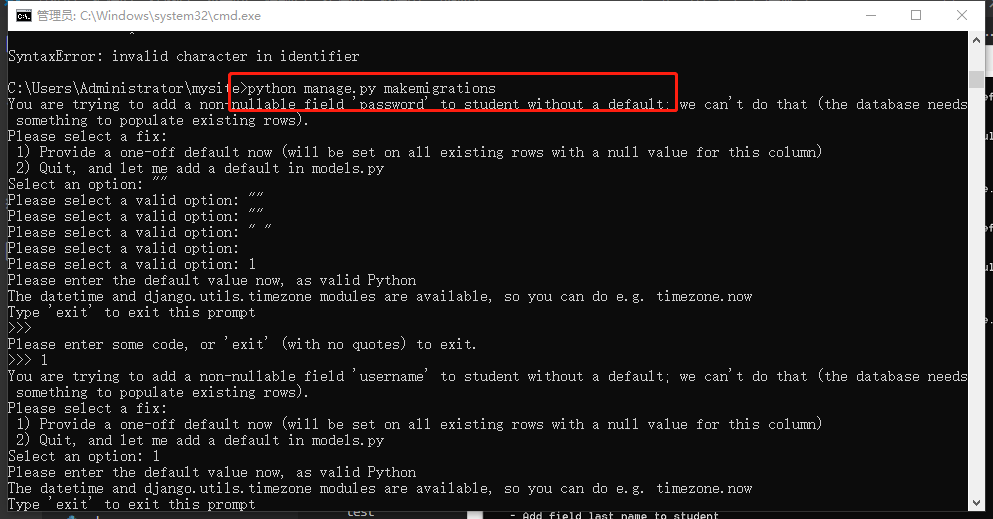 管理员: C:\Windows\system32\cmd.exe
SyntaxError: invalid character in identifier
C:\Users\Administrator\mysite>python manage.py makemigrations
You are trying to add a non-nullable field 'password' to student without a default; we can't do that (the database needs
something to populate existing rows).
Please select a fix:
1) Provide a one-off default now (will be set on all existing rows with a null value for this column)
2) Quit, and let me add a default in models.py
Select an option: ""
Please select a valid option: ""
Please select a valid option: ""
Please select a valid option: " "
Please select a valid option:
Please select a valid option: 1
Please enter the default value now, as valid Python
The datetime and django.utils.timezone modules are available, so you can do e.g. timezone.now
Type 'exit' to exit this prompt
>>>
Please enter some code, or 'exit' (with no quotes) to exit.
>>> 1
You are trying to add a non-nullable field 'username' to student without a default; we can't do that (the database needs
something to populate existing rows).
Please select a fix:
1) Provide a one-off default now (will be set on all existing rows with a null value for this column)
2) Quit, and let me add a default in models.py
Select an option: 1
Please enter the default value now, as valid Python
The datetime and django.utils.timezone modules are available, so you can do e.g. timezone.now
Type 'exit' to exit this prompt
test
- Add field last_name to student